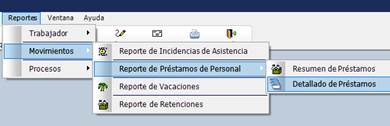 Reportes Ventana Ayuda
Trabajador
Movimientos
Procesos
Reporte de Incidencias de Asistencia
Reporte de Préstamos de Personal
Reporte de Vacaciones
Reporte de Retenciones
Resumen de Préstamos
Detallado de Préstamos